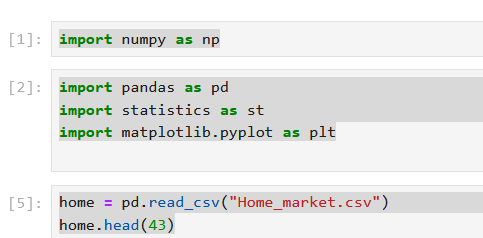 [1]: import numpy as np
[2]: import pandas as pd
import statistics as st
import matplotlib.pyplot as plt
[5]: home = pd.read_csv("Home_market.csv")
home.head(43)